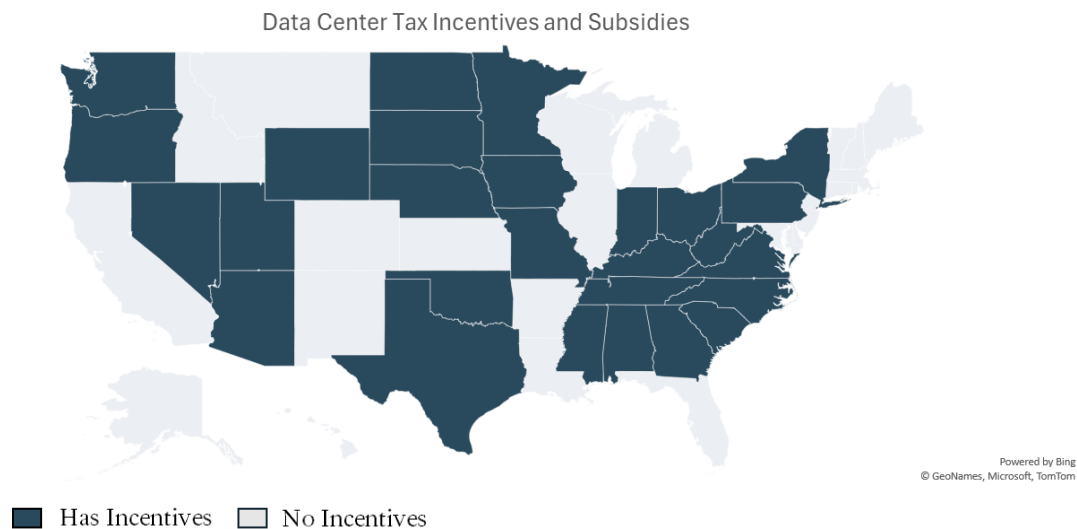 Data Center Tax Incentives and Subsidies
Powered by Bing
© GeoNames, Microsoft, TomTom
Has Incentives
No Incentives